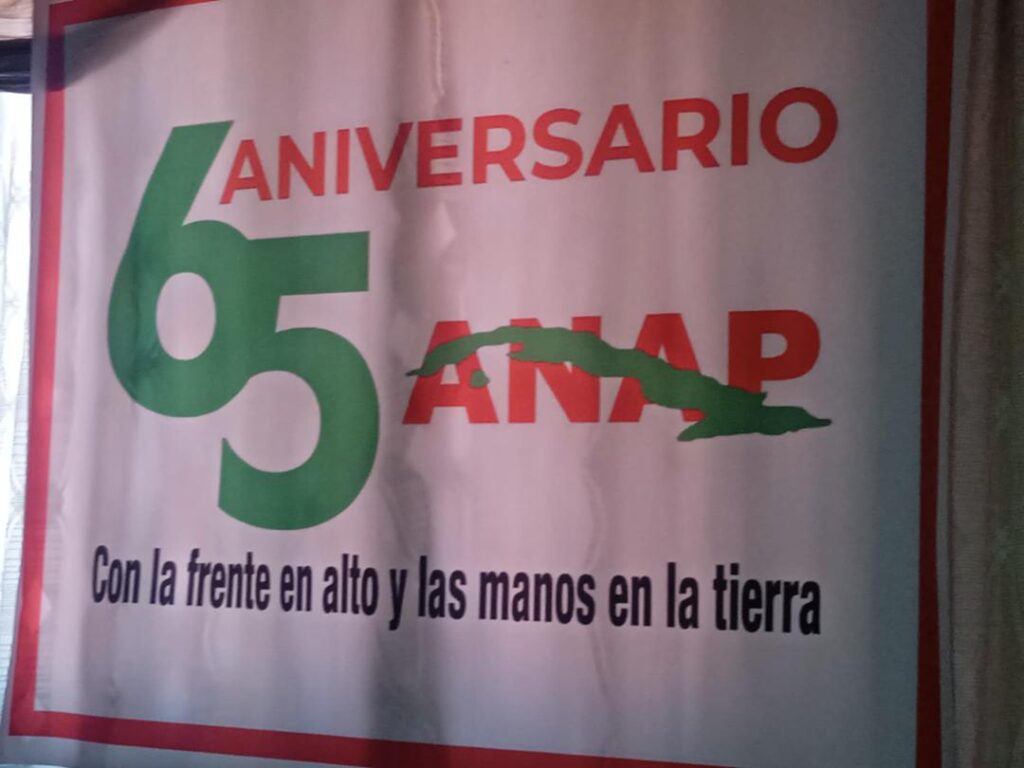 65 ANIVERSARIO
ANAP
Con la frente en alto y las manos en la tierra